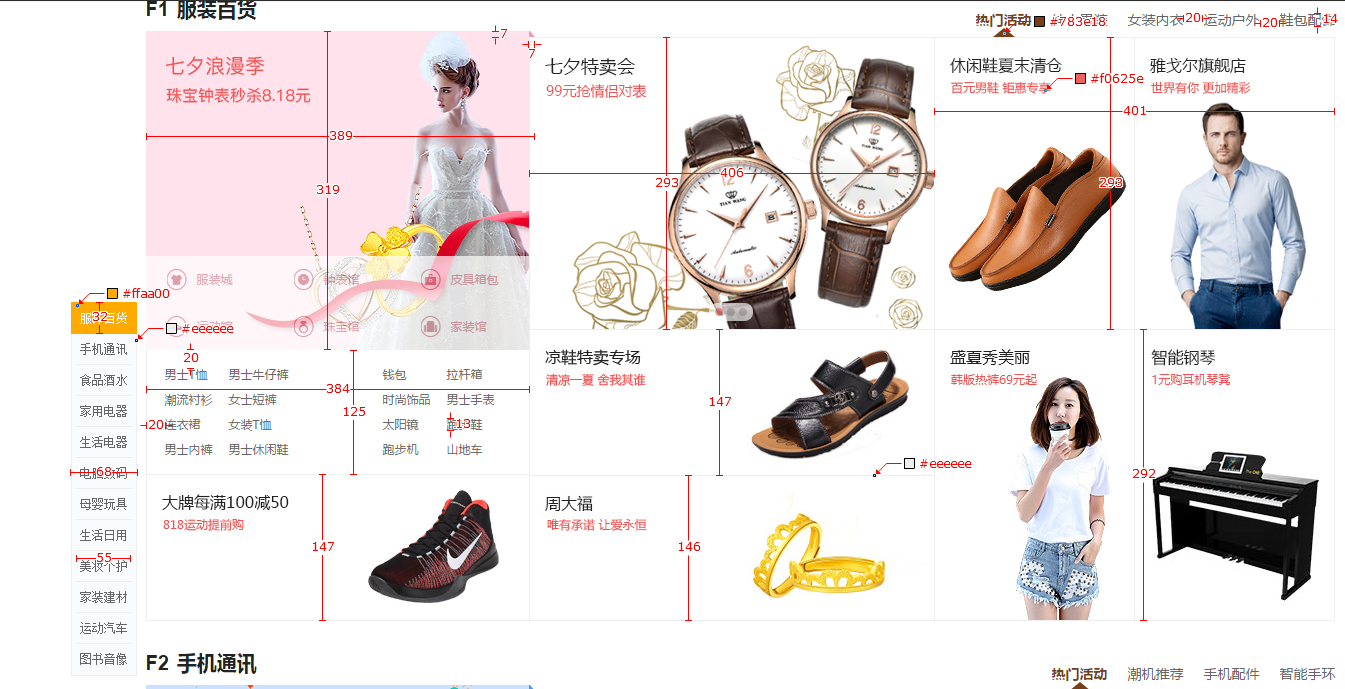 F1 服装百货
热门活动 #783e18 女装内衣 20 运动户外 20 鞋包配饰 14
7
7
七夕浪漫季
珠宝钟表秒杀8.18元
389
319
服装城 钟表馆 皮具箱包
运动馆 珠宝馆 家装馆
七夕特卖会
99元抢情侣对表
293
406
TIAN WANG
Automatic
TIAN WANG
Automatic
休闲鞋夏末清仓
百元男鞋 钜惠专享
#f0625e
401
293
雅戈尔旗舰店
世界有你 更加精彩
#ffaa00
服装百货
32
#eeeeee
手机通讯
食品酒水
家用电器
生活电器
电脑数码
68
母婴玩具
生活日用
55
美妆个护
家装建材
运动汽车
图书音像
20
男士T恤 男士牛仔裤 钱包 拉杆箱
384
潮流衬衫 女士短裤 时尚饰品 男士手表
125
20
连衣裙 女装T恤 太阳镜 跑步鞋
13
男士内裤 男士休闲鞋 跑步机 山地车
凉鞋特卖专场
清凉一夏 舍我其谁
147
#eeeeee
盛夏秀美丽
韩版热裤69元起
智能钢琴
1元购耳机琴凳
292
大牌每满100减50
818运动提前购
147
周大福
唯有承诺 让爱永恒
146
F2 手机通讯
热门活动 潮机推荐 手机配件 智能手环